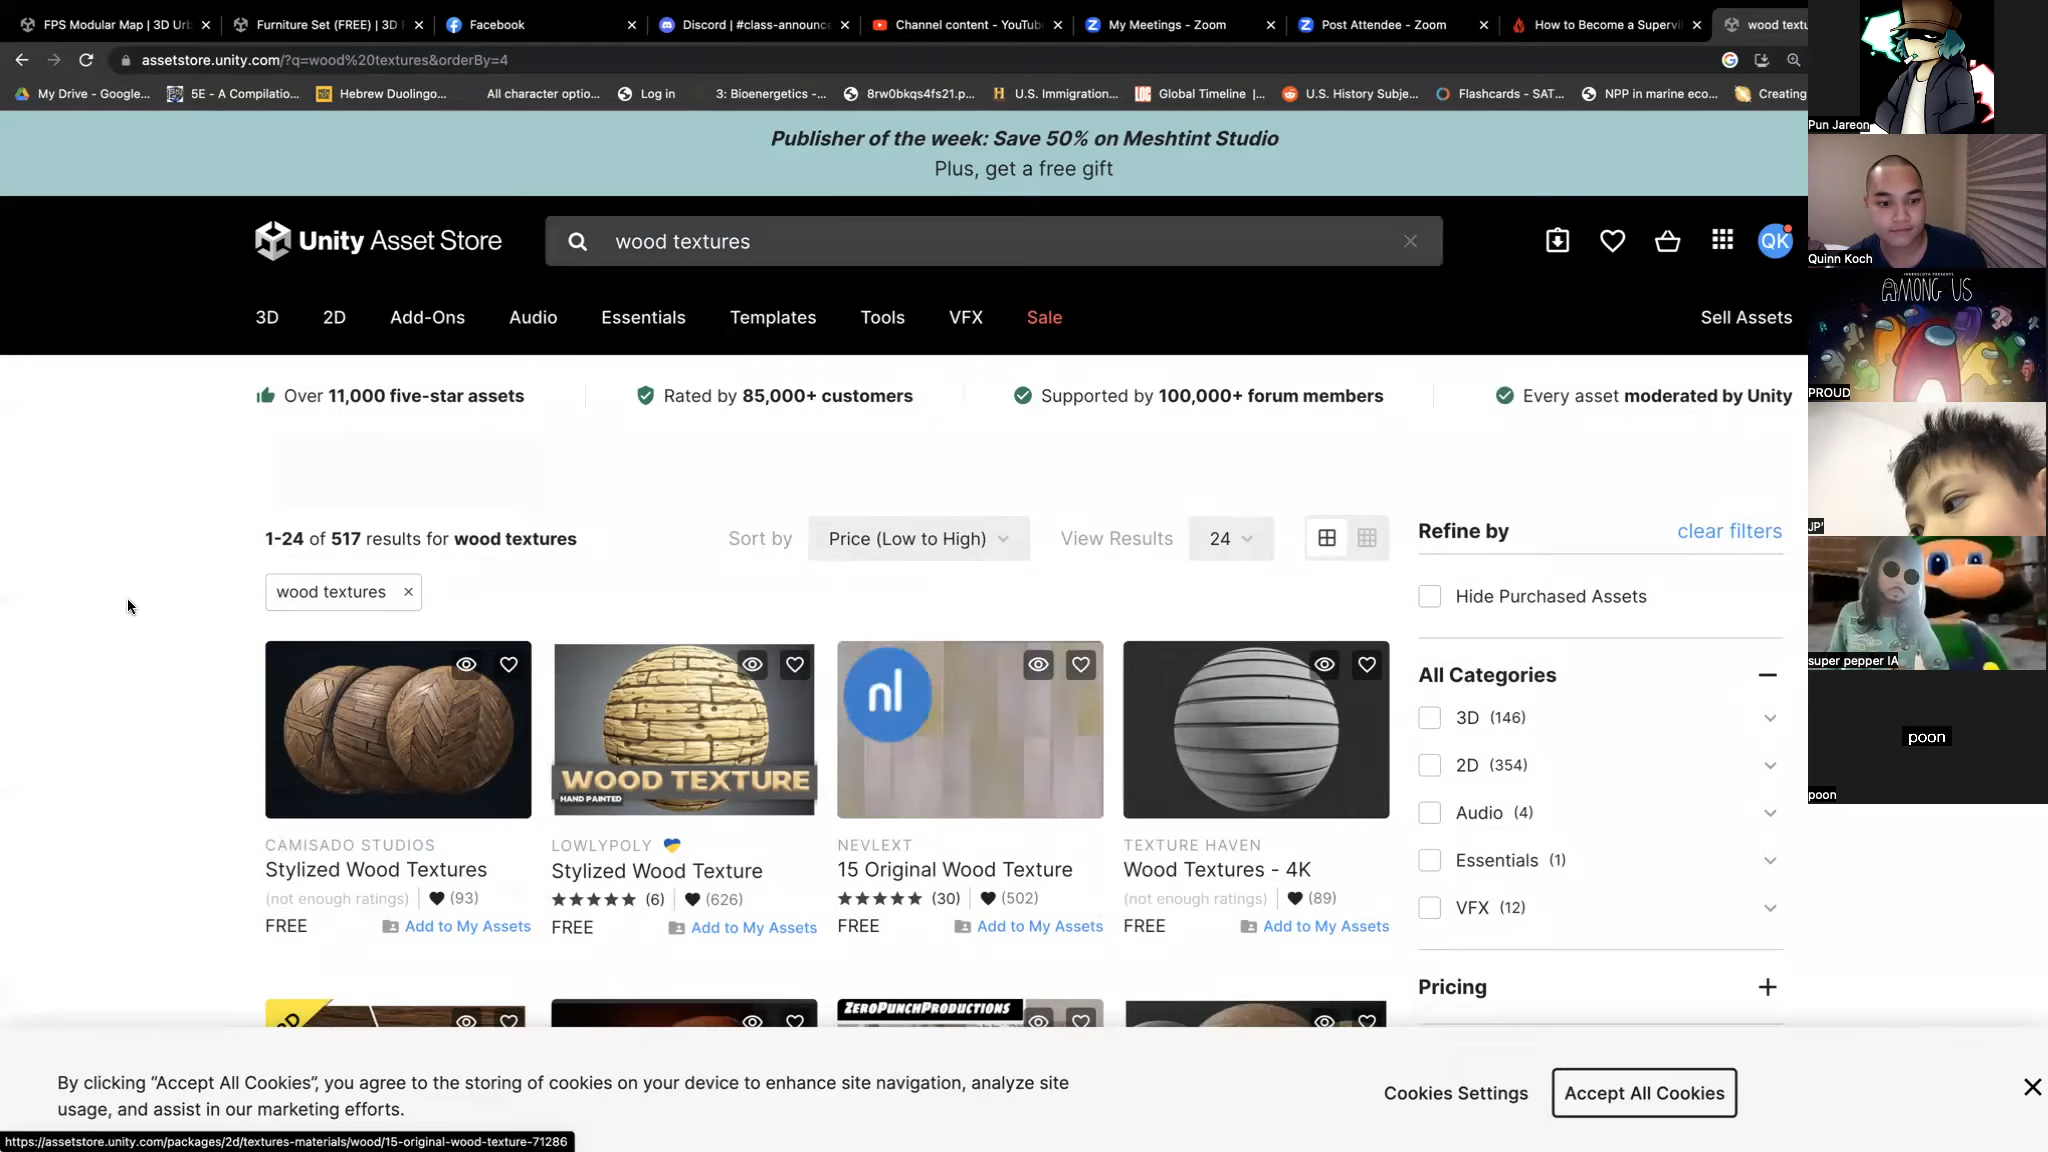 FPS Modular Map | 3D Urb
Furniture Set (FREE) | 3D
Facebook
Discord | #class-announc
Channel content - YouTub
My Meetings - Zoom
Post Attendee - Zoom
How to Become a Supervil
wood textu
assetstore.unity.com/?q=wood%20textures&orderBy=4
My Drive - Google...
5E - A Compilatio...
Hebrew Duolingo...
All character optio...
Log in
3: Bioenergetics -...
8rw0bkqs4fs21.p...
U.S. Immigration...
Global Timeline |...
U.S. History Subje...
Flashcards - SAT...
NPP in marine eco...
Creating
Publisher of the week: Save 50% on Meshtint Studio
Plus, get a free gift
Unity Asset Store
wood textures
QK
3D
2D
Add-Ons
Audio
Essentials
Templates
Tools
VFX
Sale
Sell Assets
Over 11,000 five-star assets
Rated by 85,000+ customers
Supported by 100,000+ forum members
Every asset moderated by Unity
1-24 of 517 results for wood textures
Sort by
Price (Low to High)
View Results
24
wood textures ×
Refine by
clear filters
Hide Purchased Assets
All Categories
3D (146)
2D (354)
Audio (4)
Essentials (1)
VFX (12)
Pricing
WOOD TEXTURE
HAND PAINTED
nl
CAMISADO STUDIOS
Stylized Wood Textures
(not enough ratings)
(93)
FREE
Add to My Assets
LOWLYPOLY
Stylized Wood Texture
(6)
(626)
FREE
Add to My Assets
NEVLEXT
15 Original Wood Texture
(30)
(502)
FREE
Add to My Assets
TEXTURE HAVEN
Wood Textures - 4K
(not enough ratings)
(89)
FREE
Add to My Assets
ZEROPUNCHPRODUCTIONS
By clicking “Accept All Cookies”, you agree to the storing of cookies on your device to enhance site navigation, analyze site
usage, and assist in our marketing efforts.
Cookies Settings
Accept All Cookies
https://assetstore.unity.com/packages/2d/textures-materials/wood/15-original-wood-texture-71286
Pun Jareon
Quinn Koch
INNERSLOTH PRESENTS
AMONG US
PROUD
JP'
super pepper IA
poon
poon